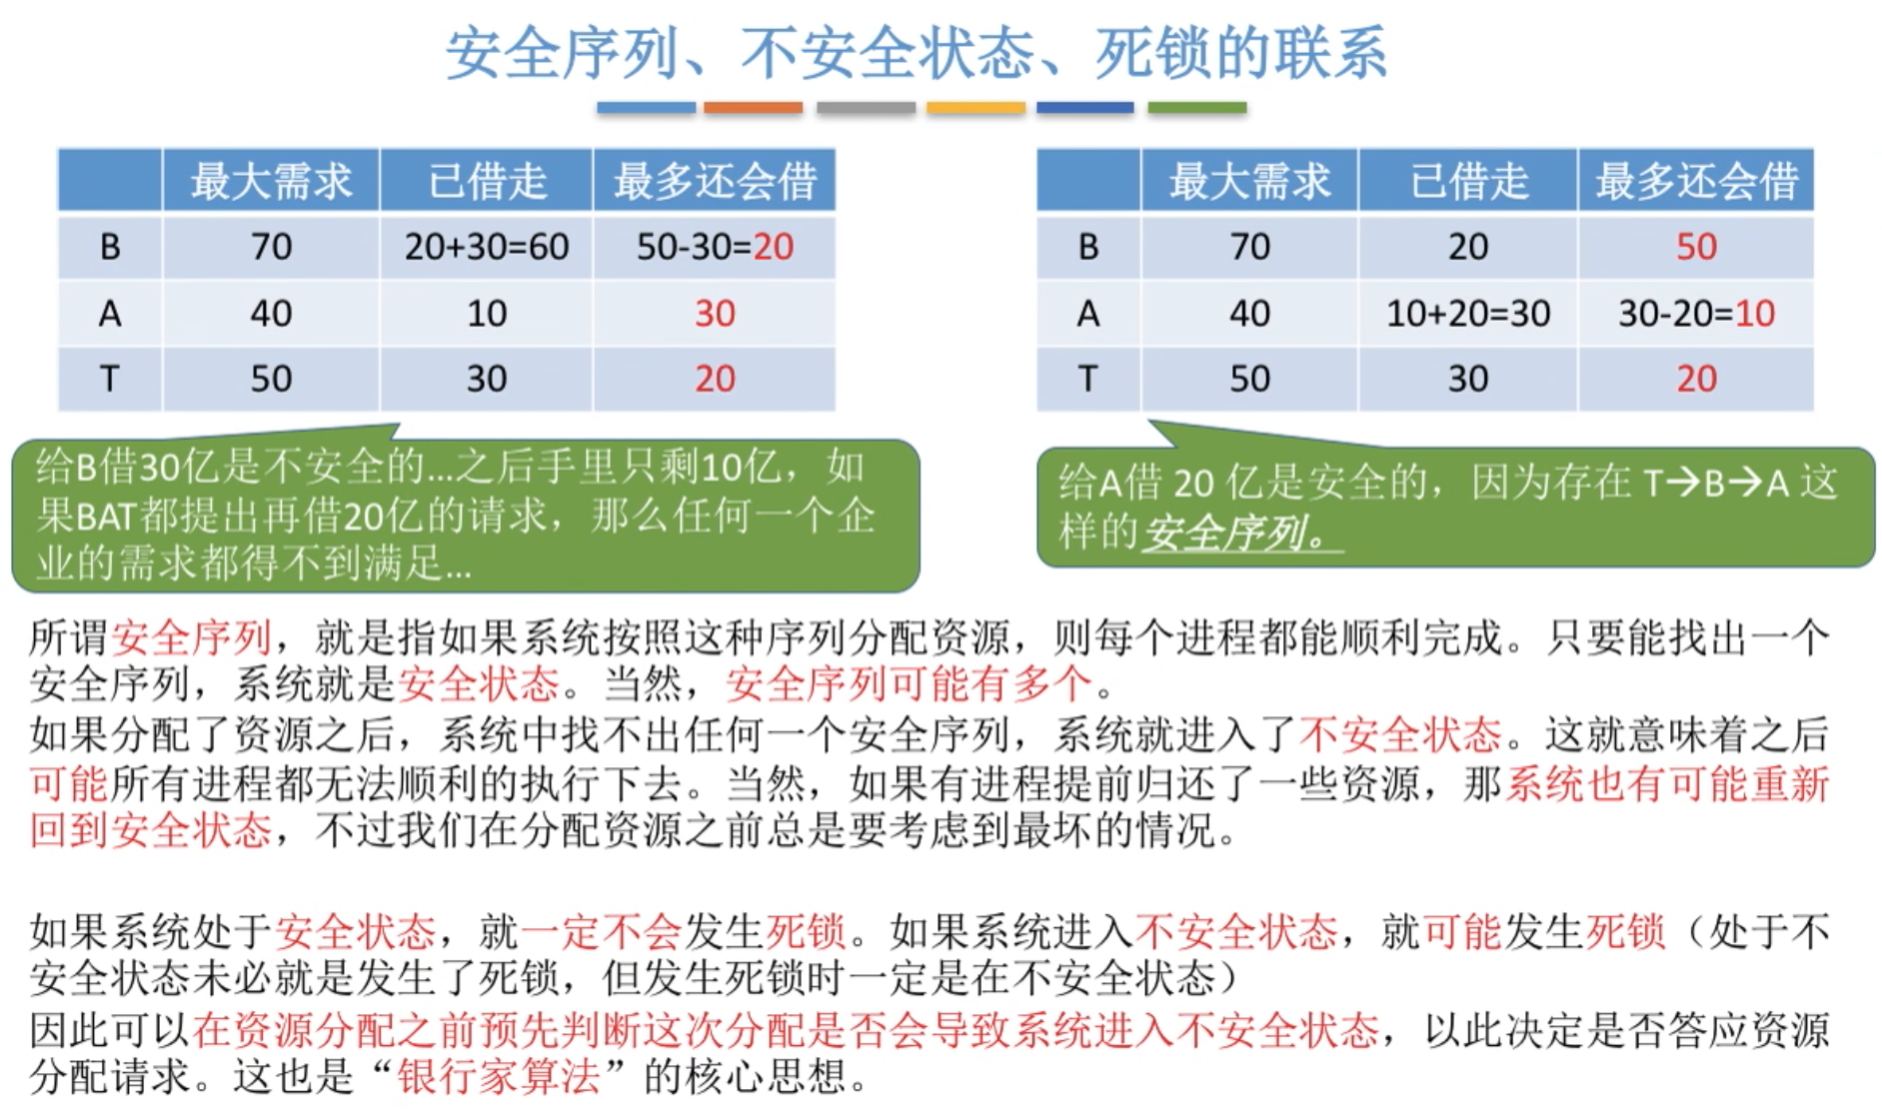 安全序列、不安全状态、死锁的联系
最大需求 已借走 最多还会借
B 70 20+30=60 50-30=20
A 40 10 30
T 50 30 20
给B借30亿是不安全的...之后手里只剩10亿，如
果BAT都提出再借20亿的请求，那么任何一个企
业的需求都得不到满足...
最大需求 已借走 最多还会借
B 70 20 50
A 40 10+20=30 30-20=10
T 50 30 20
给A借 20 亿是安全的，因为存在 T→B→A 这
样的安全序列。
所谓安全序列，就是指如果系统按照这种序列分配资源，则每个进程都能顺利完成。只要能找出一个
安全序列，系统就是安全状态。当然，安全序列可能有多个。
如果分配了资源之后，系统中找不出任何一个安全序列，系统就进入了不安全状态。这就意味着之后
可能所有进程都无法顺利的执行下去。当然，如果有进程提前归还了一些资源，那系统也有可能重新
回到安全状态，不过我们在分配资源之前总是要考虑到最坏的情况。
如果系统处于安全状态，就一定不会发生死锁。如果系统进入不安全状态，就可能发生死锁（处于不
安全状态未必就是发生了死锁，但发生死锁时一定是在不安全状态）
因此可以在资源分配之前预先判断这次分配是否会导致系统进入不安全状态，以此决定是否答应资源
分配请求。这也是“银行家算法”的核心思想。